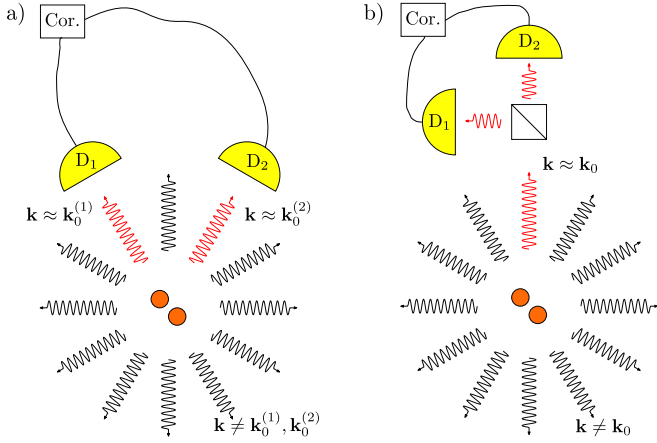 a)
Cor.
D₁
D₂
k ≈ k₀⁽¹⁾
k ≈ k₀⁽²⁾
k ≠ k₀⁽¹⁾, k₀⁽²⁾
b)
Cor.
D₂
D₁
k ≈ k₀
k ≠ k₀